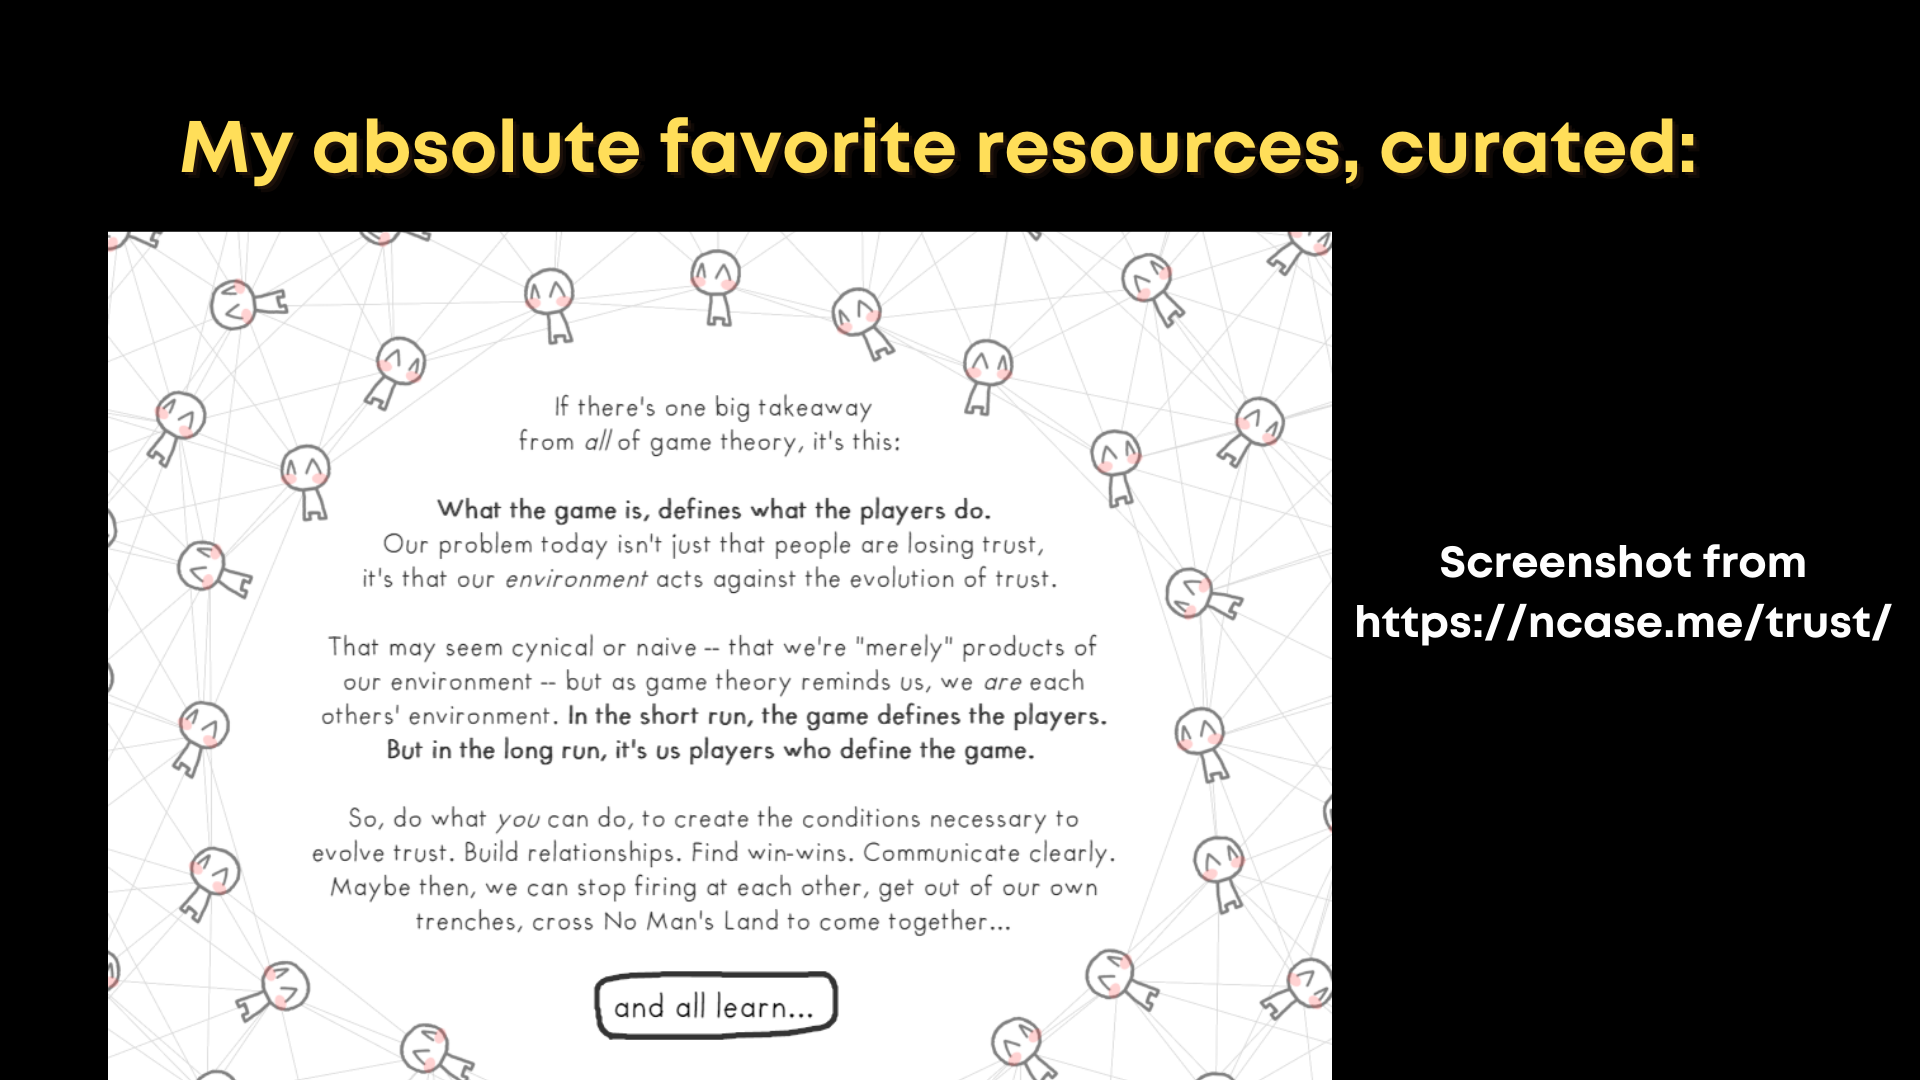 My absolute favorite resources, curated:
If there's one big takeaway
from all of game theory, it's this:
What the game is, defines what the players do.
Our problem today isn't just that people are losing trust,
it's that our environment acts against the evolution of trust.
That may seem cynical or naive -- that we're "merely" products of
our environment -- but as game theory reminds us, we are each
others' environment. In the short run, the game defines the players.
But in the long run, it's us players who define the game.
So, do what you can do, to create the conditions necessary to
evolve trust. Build relationships. Find win-wins. Communicate clearly.
Maybe then, we can stop firing at each other, get out of our own
trenches, cross No Man's Land to come together...
and all learn...
Screenshot from
https://ncase.me/trust/